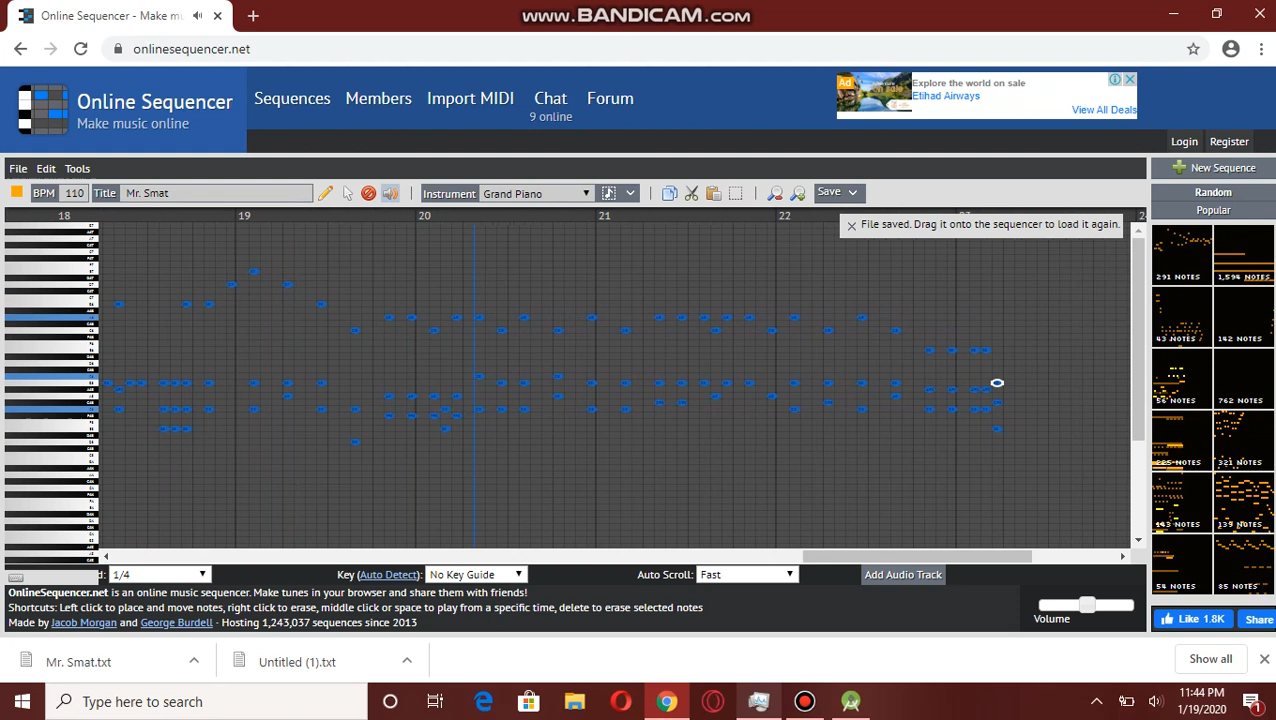 www.BANDICAM.com
Online Sequencer - Make mu
onlinesequencer.net
Online Sequencer
Make music online
Sequences Members Import MIDI Chat Forum
9 online
Ad
Explore the world on sale
Etihad Airways
View All Deals
Login Register
File Edit Tools
New Sequence
BPM 110 Title Mr. Smat Instrument Grand Piano Save
Random
Popular
18 19 20 21 22 23
File saved. Drag it onto the sequencer to load it again.
291 NOTES 1,594 NOTES
43 NOTES 142 NOTES
56 NOTES 762 NOTES
321 NOTES
143 NOTES 139 NOTES
54 NOTES 85 NOTES
1/4 Key (Auto Detect): No Key Guide Auto Scroll: Fast Add Audio Track
OnlineSequencer.net is an online music sequencer. Make tunes in your browser and share them with friends!
Shortcuts: Left click to place and move notes, right click to erase, middle click or space to play from a specific time, delete to erase selected notes
Made by Jacob Morgan and George Burdell - Hosting 1,243,037 sequences since 2013
Volume
Like 1.8K Share
Mr. Smat.txt Untitled (1).txt Show all
Type here to search
11:44 PM
1/19/2020